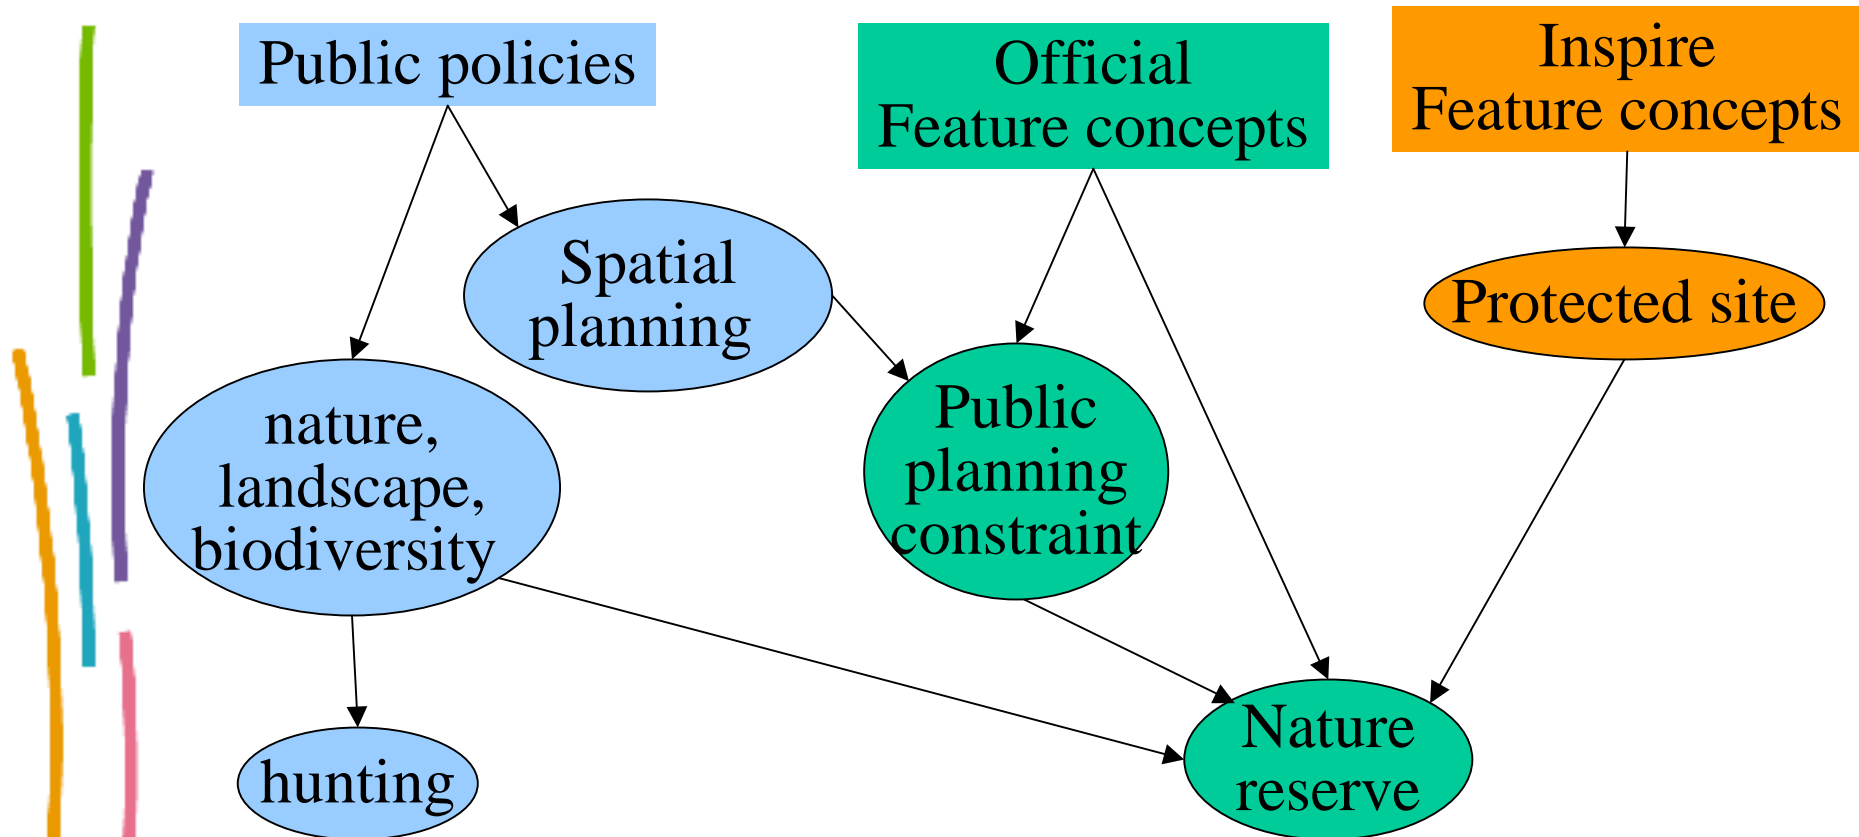 Public policies
Official
Feature concepts
Inspire
Feature concepts
Spatial
planning
Protected site
nature,
landscape,
biodiversity
Public
planning
constraint
hunting
Nature
reserve